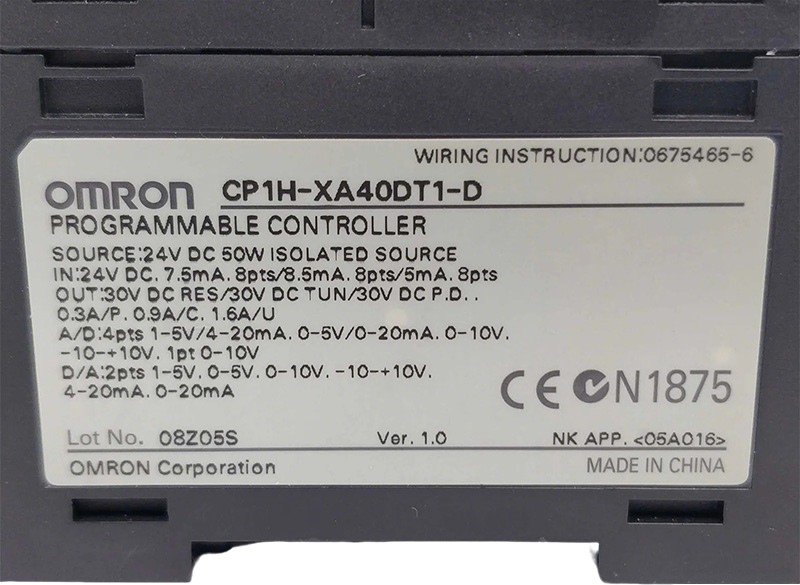 WIRING INSTRUCTION:0675465-6
OMRON CP1H-XA40DT1-D
PROGRAMMABLE CONTROLLER
SOURCE:24V DC 50W ISOLATED SOURCE
IN:24V DC. 7.5mA. 8pts/8.5mA. 8pts/5mA. 8pts
OUT:30V DC RES/30V DC TUN/30V DC P.D. .
0.3A/P. 0.9A/C. 1.6A/U
A/D:4pts 1-5V/4-20mA. 0-5V/0-20mA. 0-10V.
-10-+10V. 1pt 0-10V
D/A:2pts 1-5V. 0-5V. 0-10V. -10-+10V.
4-20mA. 0-20mA
CE N1875
Lot No. 08Z05S Ver. 1.0 NK APP. <05A016>
OMRON Corporation MADE IN CHINA